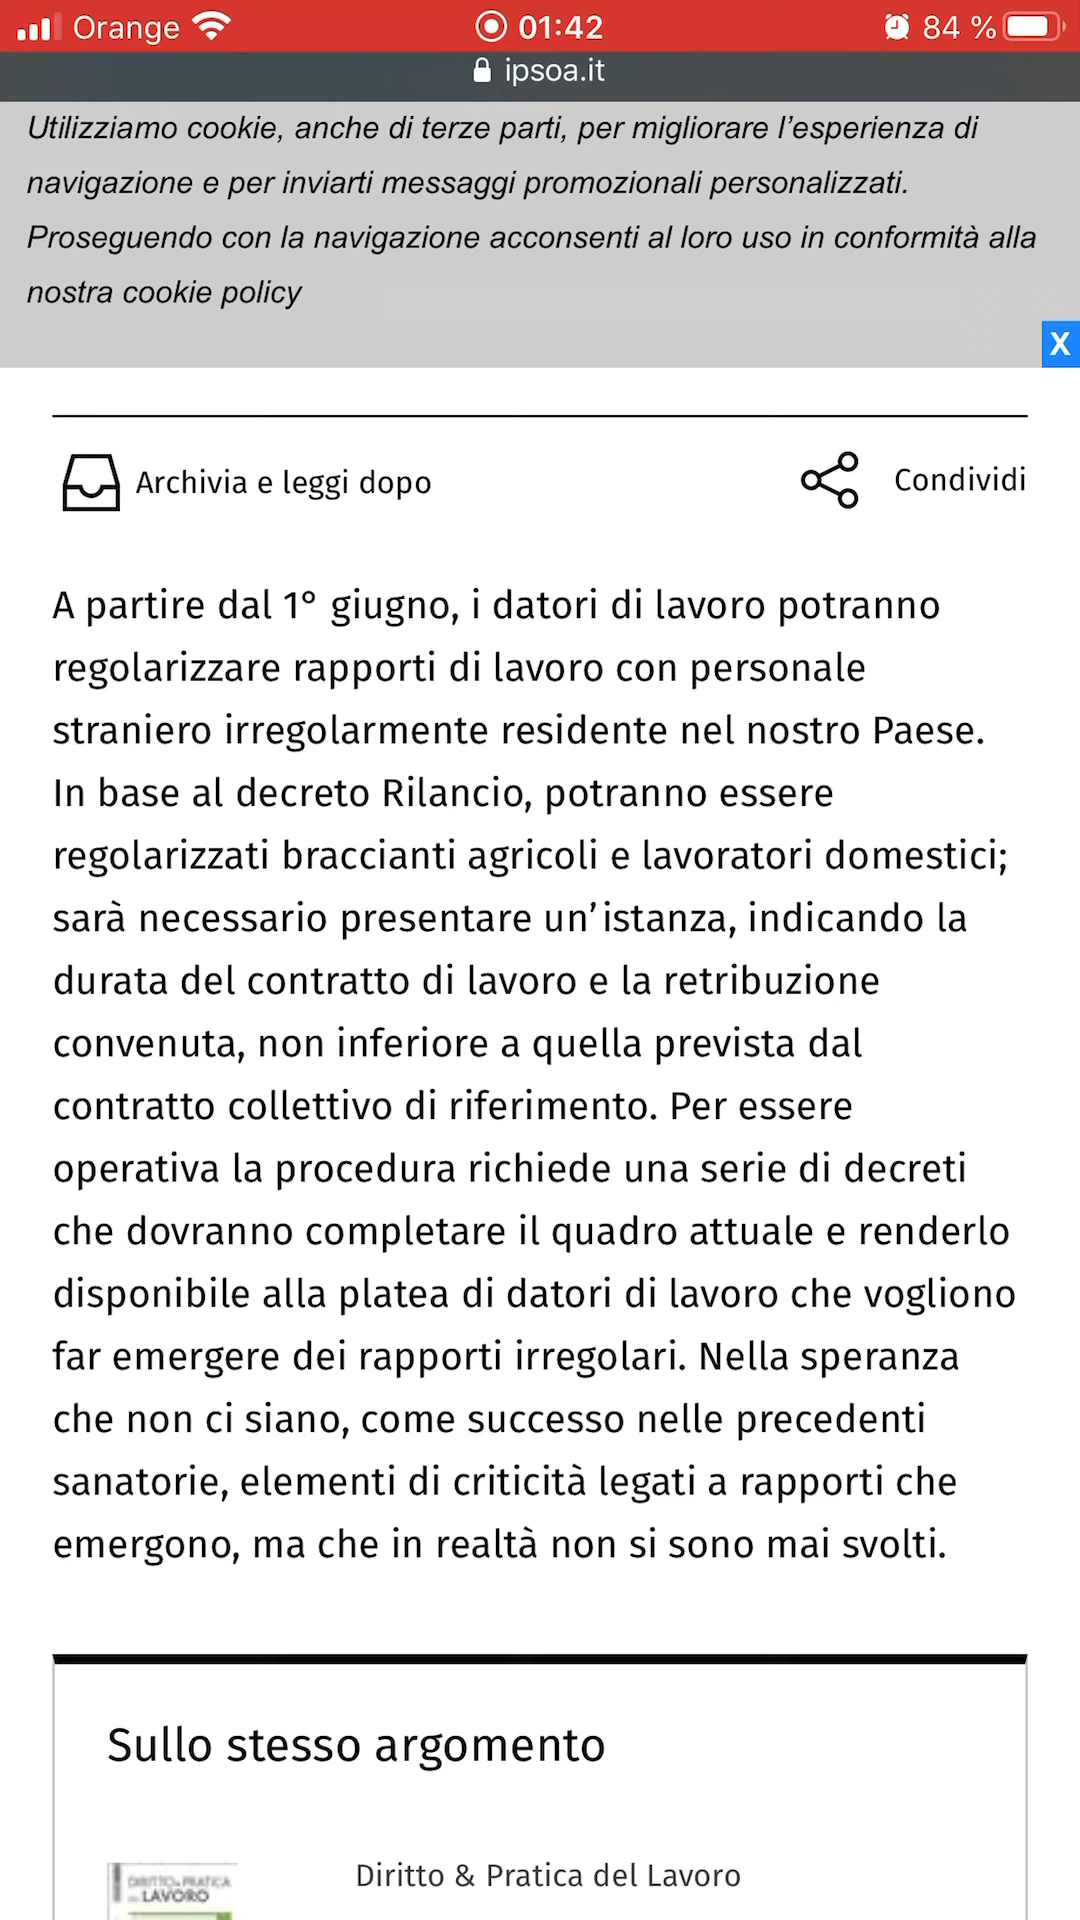 Orange 01:42 84 %
ipsoa.it
Utilizziamo cookie, anche di terze parti, per migliorare l’esperienza di
navigazione e per inviarti messaggi promozionali personalizzati.
Proseguendo con la navigazione acconsenti al loro uso in conformità alla
nostra cookie policy
X
Archivia e leggi dopo
Condividi
A partire dal 1° giugno, i datori di lavoro potranno
regolarizzare rapporti di lavoro con personale
straniero irregolarmente residente nel nostro Paese.
In base al decreto Rilancio, potranno essere
regolarizzati braccianti agricoli e lavoratori domestici;
sarà necessario presentare un’istanza, indicando la
durata del contratto di lavoro e la retribuzione
convenuta, non inferiore a quella prevista dal
contratto collettivo di riferimento. Per essere
operativa la procedura richiede una serie di decreti
che dovranno completare il quadro attuale e renderlo
disponibile alla platea di datori di lavoro che vogliono
far emergere dei rapporti irregolari. Nella speranza
che non ci siano, come successo nelle precedenti
sanatorie, elementi di criticità legati a rapporti che
emergono, ma che in realtà non si sono mai svolti.
Sullo stesso argomento
Diritto & Pratica del Lavoro
DIRITTO & PRATICA
LAVORO